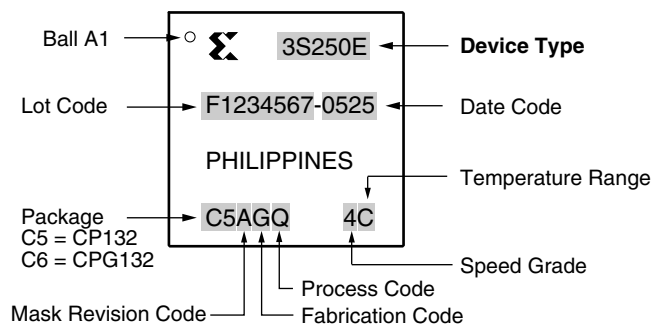 Ball A1
3S250E
Device Type
Lot Code
F1234567-0525
Date Code
PHILIPPINES
Temperature Range
Package
C5 = CP132
C6 = CPG132
C5AGQ
4C
Speed Grade
Process Code
Mask Revision Code
Fabrication Code